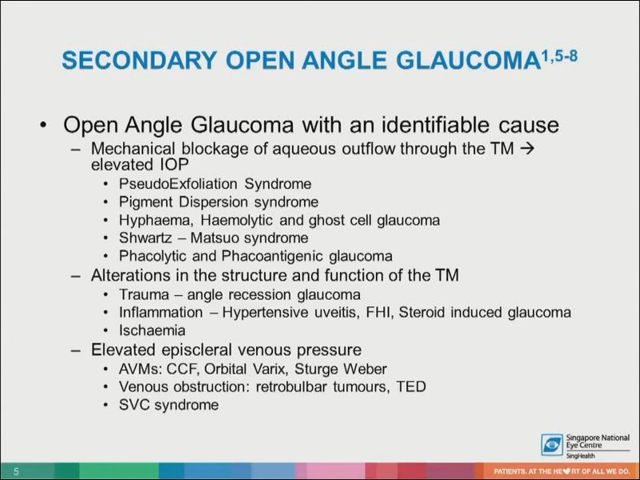 SECONDARY OPEN ANGLE GLAUCOMA1,5-8
• Open Angle Glaucoma with an identifiable cause
– Mechanical blockage of aqueous outflow through the TM →
elevated IOP
• PseudoExfoliation Syndrome
• Pigment Dispersion syndrome
• Hyphaema, Haemolytic and ghost cell glaucoma
• Shwartz – Matsuo syndrome
• Phacolytic and Phacoantigenic glaucoma
– Alterations in the structure and function of the TM
• Trauma – angle recession glaucoma
• Inflammation – Hypertensive uveitis, FHI, Steroid induced glaucoma
• Ischaemia
– Elevated episcleral venous pressure
• AVMs: CCF, Orbital Varix, Sturge Weber
• Venous obstruction: retrobulbar tumours, TED
• SVC syndrome
Singapore National
Eye Centre
SingHealth
5
PATIENTS. AT THE HE♥RT OF ALL WE DO.